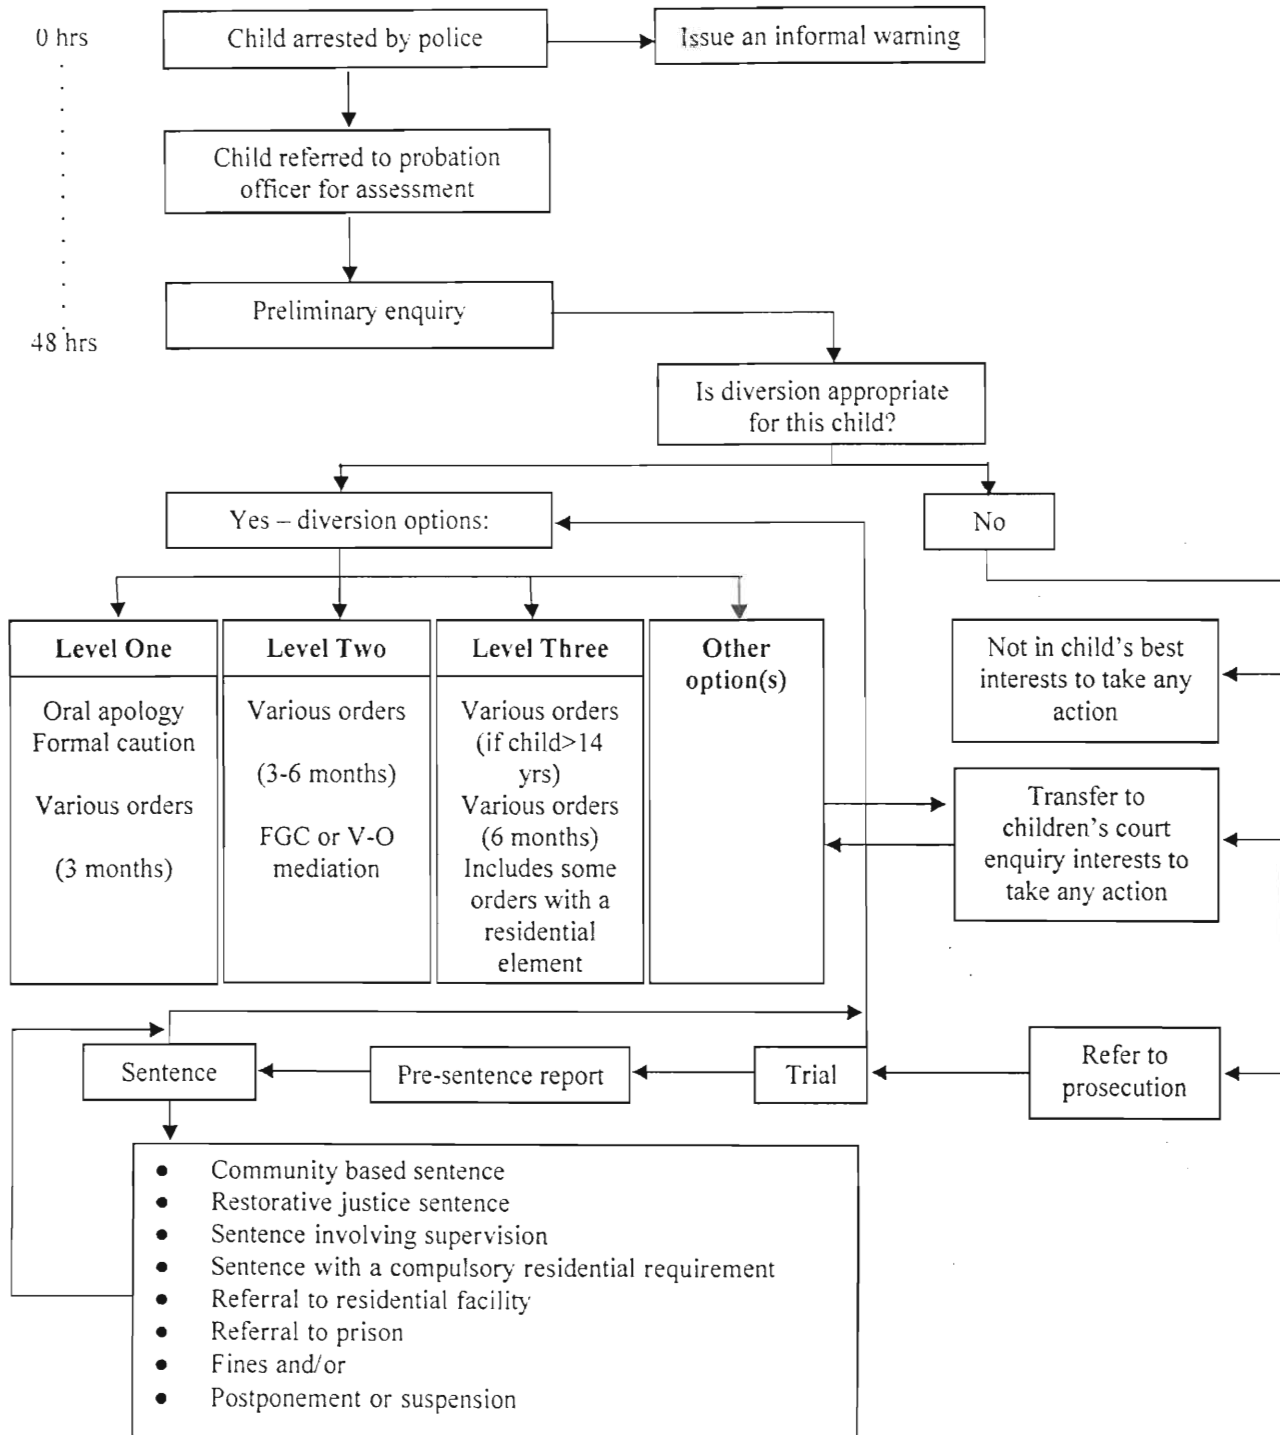 0 hrs
Child arrested by police
Issue an informal warning
Child referred to probation
officer for assessment
Preliminary enquiry
48 hrs
Is diversion appropriate
for this child?
Yes – diversion options:
No
Level One
Oral apology
Formal caution
Various orders
(3 months)
Level Two
Various orders
(3-6 months)
FGC or V-O
mediation
Level Three
Various orders
(if child>14
yrs)
Various orders
(6 months)
Includes some
orders with a
residential
element
Other
option(s)
Not in child's best
interests to take any
action
Transfer to
children's court
enquiry interests to
take any action
Refer to
prosecution
Trial
Pre-sentence report
Sentence
• Community based sentence
• Restorative justice sentence
• Sentence involving supervision
• Sentence with a compulsory residential requirement
• Referral to residential facility
• Referral to prison
• Fines and/or
• Postponement or suspension